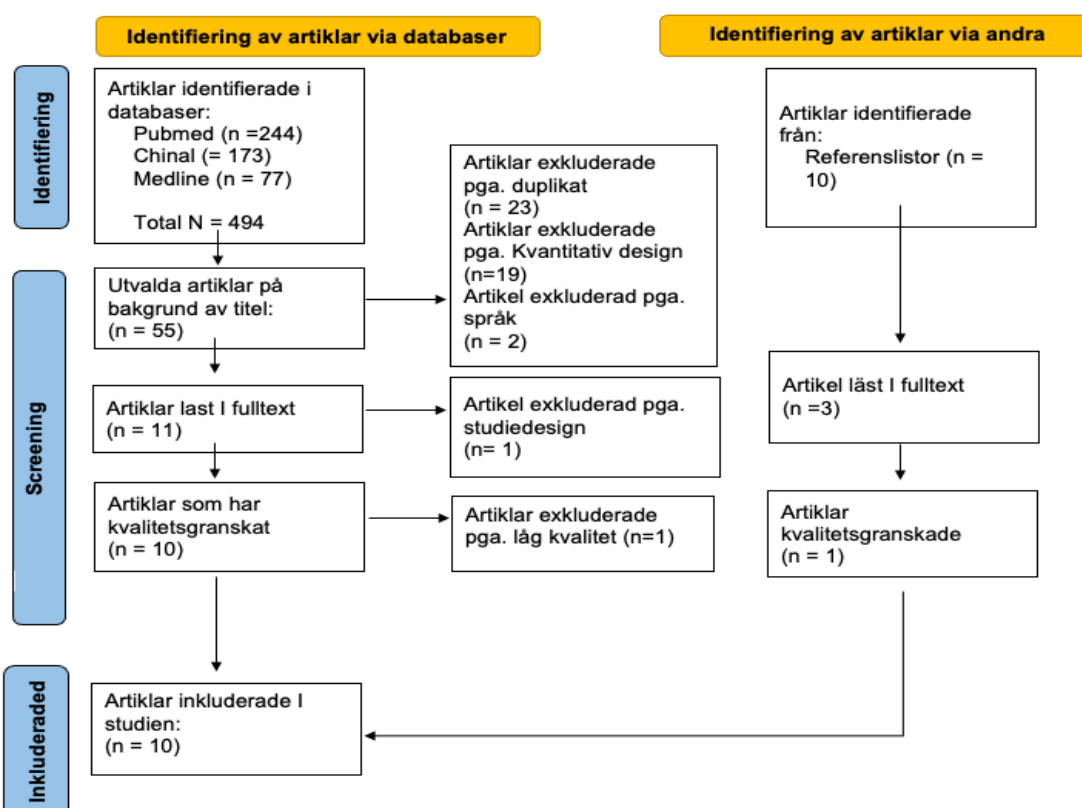 Identifiering av artiklar via databaser
Identifiering av artiklar via andra
Identifiering
Artiklar identifierade i
databaser:
Pubmed (n =244)
Chinal (= 173)
Medline (n = 77)
Total N = 494
Artiklar exkluderade
pga. duplikat
(n = 23)
Artiklar exkluderade
pga. Kvantitativ design
(n=19)
Artikel exkluderad pga.
språk
(n = 2)
Artiklar identifierade
från:
Referenslistor (n =
10)
Screening
Utvalda artiklar på
bakgrund av titel:
(n = 55)
Artiklar last I fulltext
(n = 11)
Artikel exkluderad pga.
studiedesign
(n= 1)
Artikel läst I fulltext
(n =3)
Artiklar som har
kvalitetsgranskat
(n = 10)
Artiklar exkluderade
pga. låg kvalitet (n=1)
Artiklar
kvalitetsgranskade
(n = 1)
Inkluderaded
Artiklar inkluderade I
studien:
(n = 10)